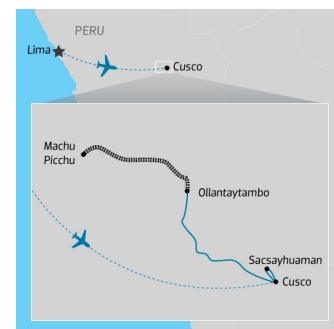 PERU
Lima
Cusco
Machu
Picchu
Ollantaytambo
Sacsayhuaman
Cusco